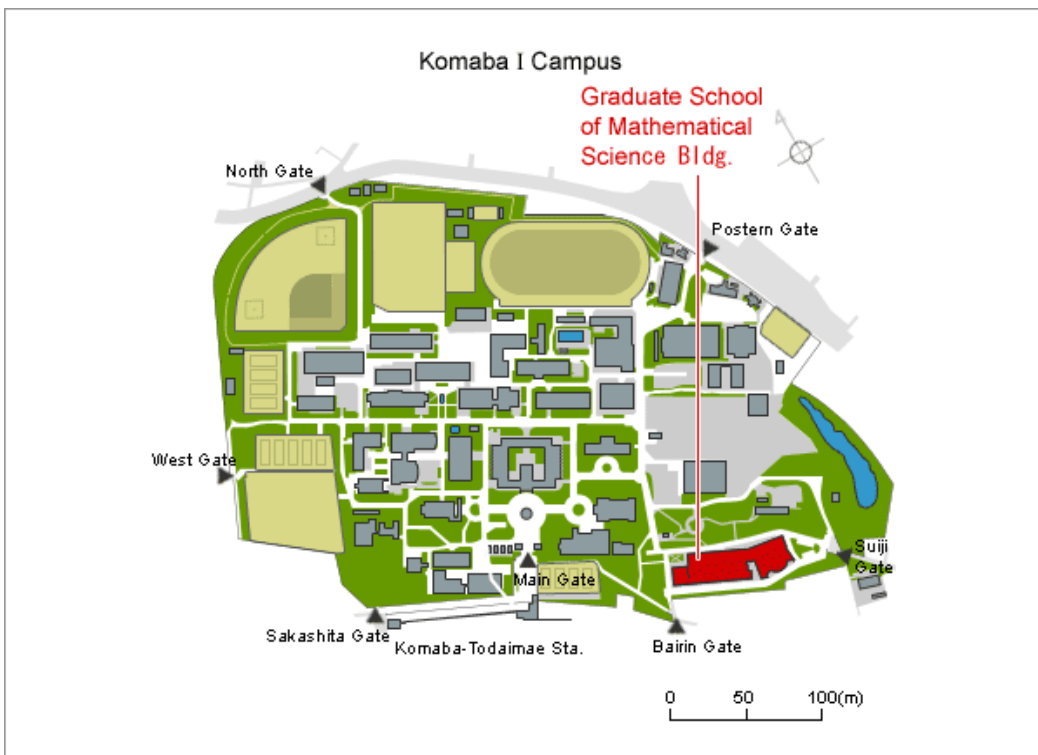 Komaba I Campus
Graduate School
of Mathematical
Science Bldg.
North Gate
Postern Gate
West Gate
Suiji
Gate
Main Gate
Sakashita Gate
Komaba-Todaimae Sta.
Bairin Gate
0 50 100(m)